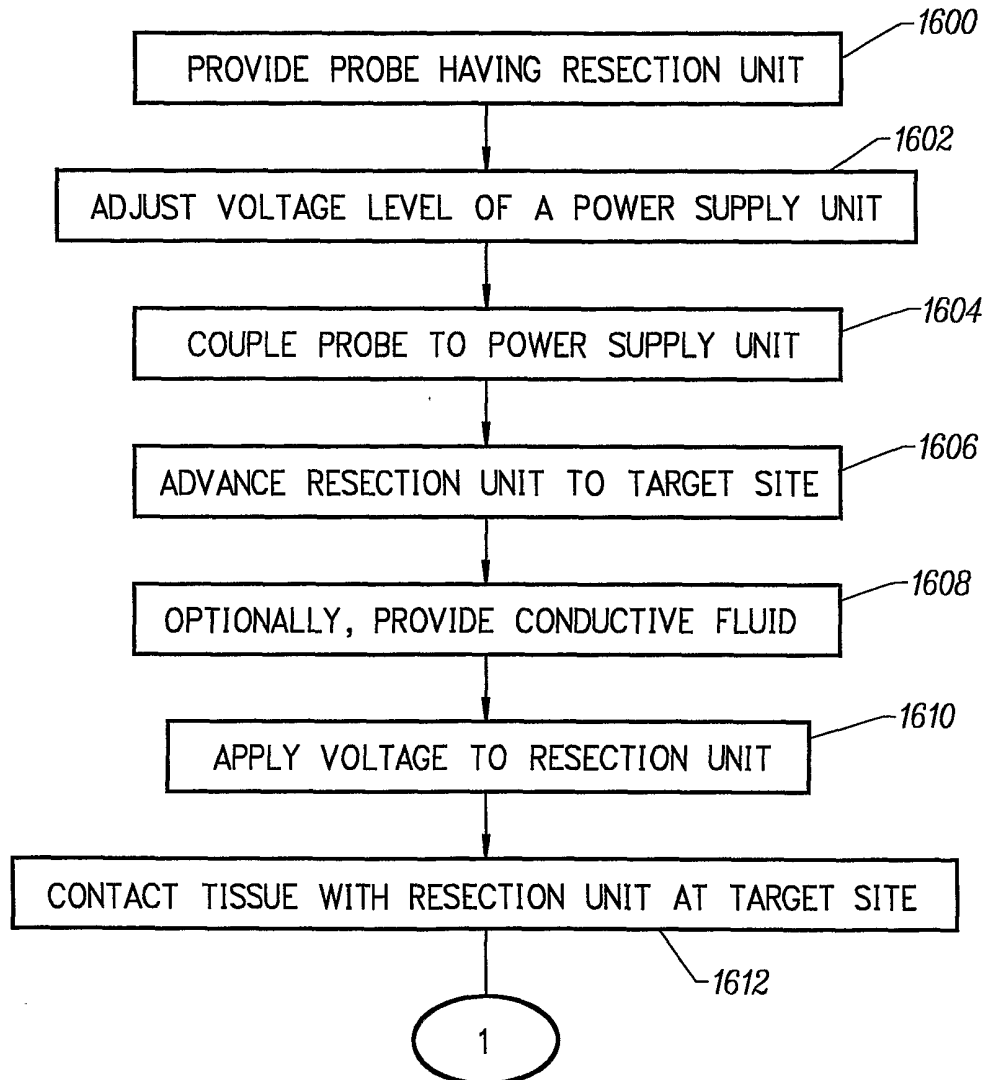 1600
PROVIDE PROBE HAVING RESECTION UNIT
1602
ADJUST VOLTAGE LEVEL OF A POWER SUPPLY UNIT
1604
COUPLE PROBE TO POWER SUPPLY UNIT
1606
ADVANCE RESECTION UNIT TO TARGET SITE
1608
OPTIONALLY, PROVIDE CONDUCTIVE FLUID
1610
APPLY VOLTAGE TO RESECTION UNIT
CONTACT TISSUE WITH RESECTION UNIT AT TARGET SITE
1612
1